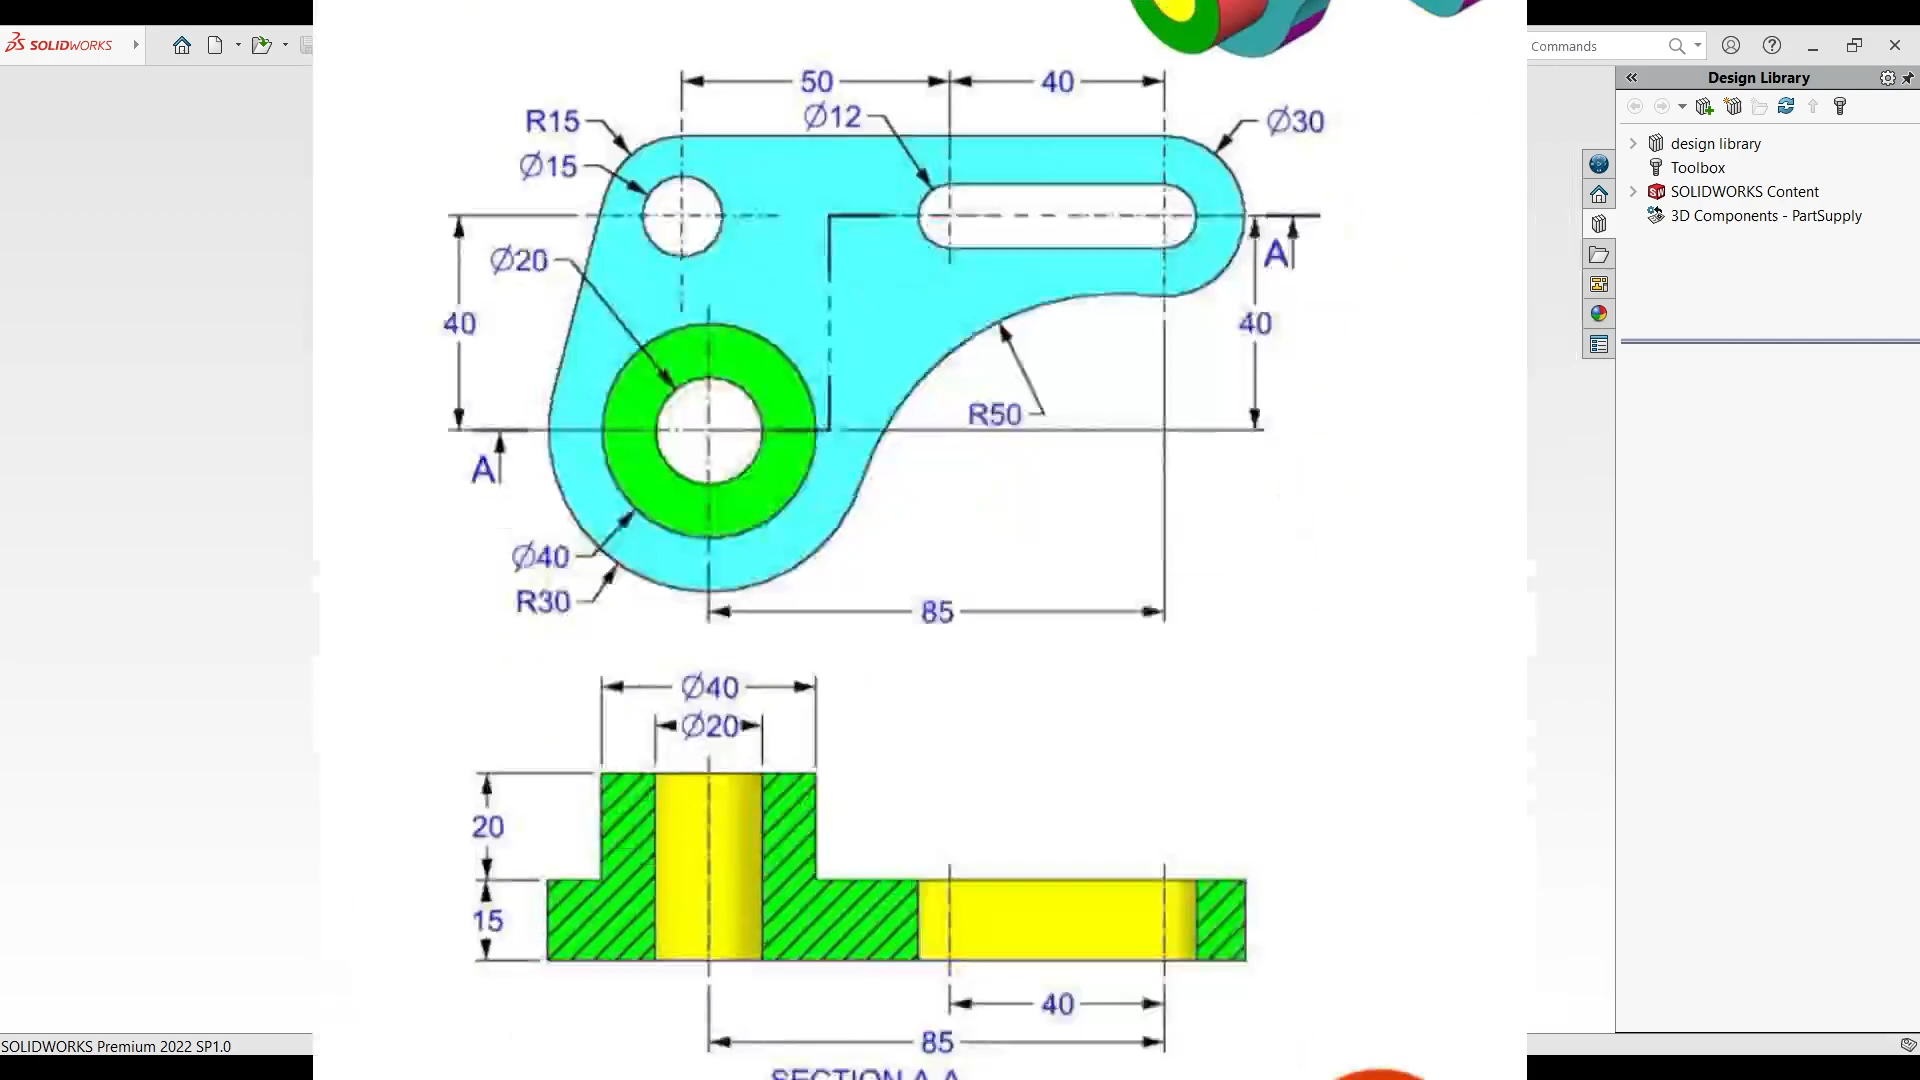 SOLIDWORKS
Commands
Design Library
design library
Toolbox
SOLIDWORKS Content
3D Components - PartSupply
50
40
R15
Ø12
Ø30
Ø15
Ø20
A
40
40
R50
A
Ø40
R30
85
Ø40
Ø20
20
15
40
85
SECTION A-A
SOLIDWORKS Premium 2022 SP1.0